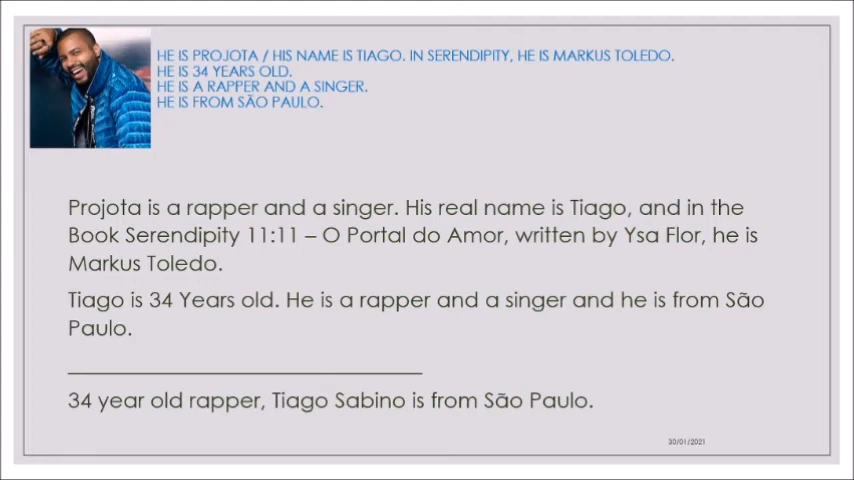 HE IS PROJOTA / HIS NAME IS TIAGO. IN SERENDIPITY, HE IS MARKUS TOLEDO.
HE IS 34 YEARS OLD.
HE IS A RAPPER AND A SINGER.
HE IS FROM SÃO PAULO.
Projota is a rapper and a singer. His real name is Tiago, and in the
Book Serendipity 11:11 – O Portal do Amor, written by Ysa Flor, he is
Markus Toledo.
Tiago is 34 Years old. He is a rapper and a singer and he is from São
Paulo.
34 year old rapper, Tiago Sabino is from São Paulo.
30/01/2021